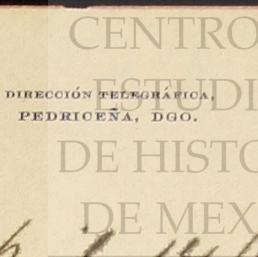 CENTRO
DIRECCIÓN TELEGRÁFICA,
ESTUDI
PEDRICEÑA, DGO.
DE HISTO
DE MEX